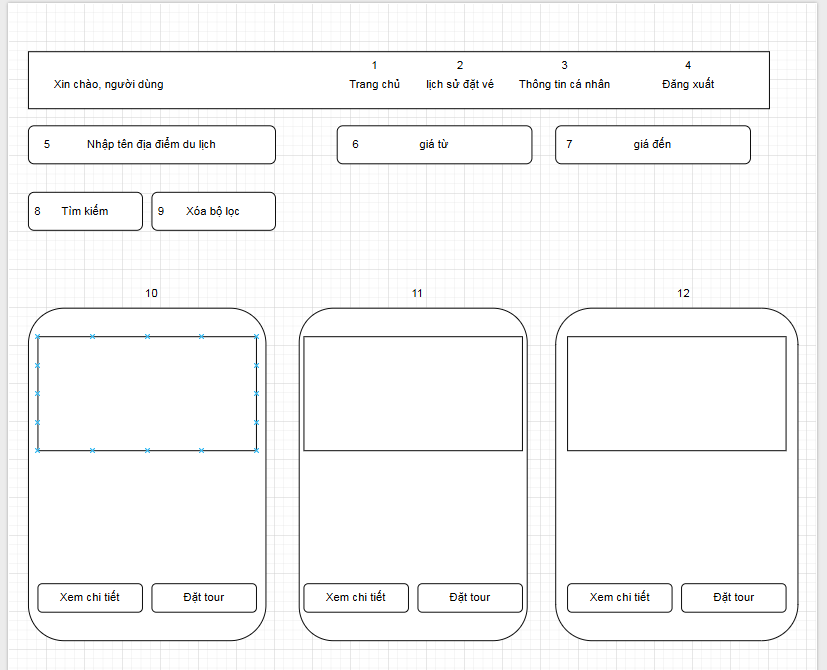 1 2 3 4
Xin chào, người dùng Trang chủ lịch sử đặt vé Thông tin cá nhân Đăng xuất
5 Nhập tên địa điểm du lịch 6 giá từ 7 giá đến
8 Tìm kiếm 9 Xóa bộ lọc
10 11 12
Xem chi tiết Đặt tour Xem chi tiết Đặt tour Xem chi tiết Đặt tour